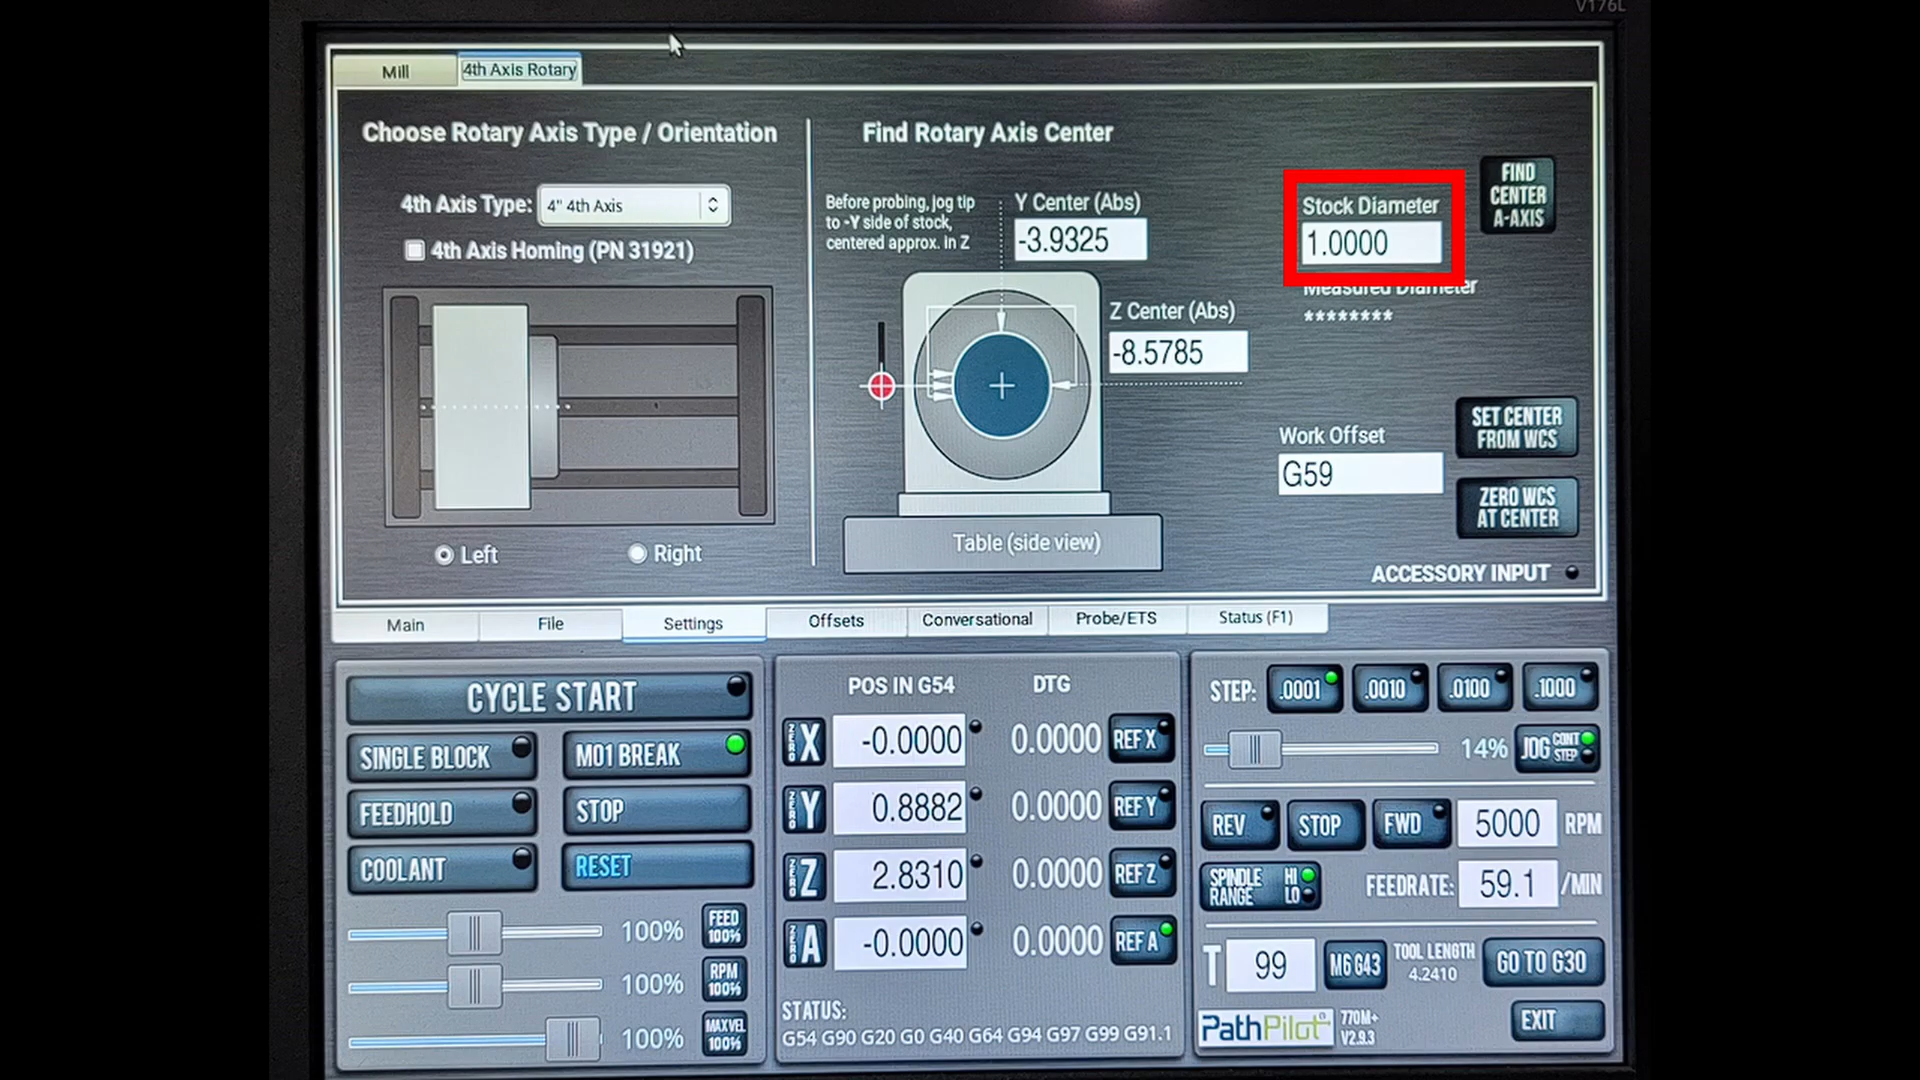 V176L
Mill
4th Axis Rotary
Choose Rotary Axis Type / Orientation
4th Axis Type: 4" 4th Axis
4th Axis Homing (PN 31921)
Left
Right
Find Rotary Axis Center
Before probing, jog tip
to -Y side of stock,
centered approx. in Z
Y Center (Abs)
-3.9325
Z Center (Abs)
-8.5785
Table (side view)
Stock Diameter
1.0000
Measured Diameter
********
FIND
CENTER
A-AXIS
Work Offset
G59
SET CENTER
FROM WCS
ZERO WCS
AT CENTER
ACCESSORY INPUT
Main
File
Settings
Offsets
Conversational
Probe/ETS
Status (F1)
CYCLE START
SINGLE BLOCK
M01 BREAK
FEEDHOLD
STOP
COOLANT
RESET
100%
FEED
100%
100%
RPM
100%
100%
MAX VEL
100%
POS IN G54
DTG
ZERO X -0.0000 0.0000 REF X
ZERO Y 0.8882 0.0000 REF Y
ZERO Z 2.8310 0.0000 REF Z
ZERO A -0.0000 0.0000 REF A
STATUS:
G54 G90 G20 G0 G40 G64 G94 G97 G99 G91.1
STEP: .0001 .0010 .0100 .1000
14%
JOG CONT
STEP
REV
STOP
FWD
5000 RPM
SPINDLE
RANGE
HI
LO
FEEDRATE: 59.1 /MIN
T 99
M6 G43
TOOL LENGTH
4.2410
GO TO G30
PathPilot
770M+
V2.9.3
EXIT